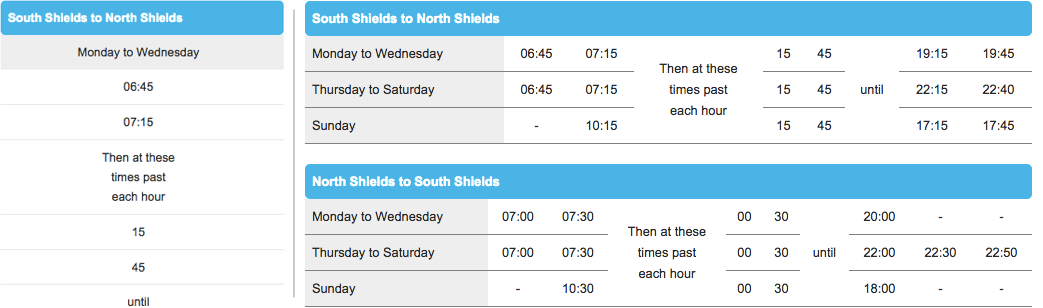 South Shields to North Shields
Monday to Wednesday
06:45
07:15
Then at these
times past
each hour
15
45
until
South Shields to North Shields
Monday to Wednesday 06:45 07:15 15 45 19:15 19:45
Then at these
Thursday to Saturday 06:45 07:15 times past 15 45 until 22:15 22:40
each hour
Sunday - 10:15 15 45 17:15 17:45
North Shields to South Shields
Monday to Wednesday 07:00 07:30 00 30 20:00 - -
Then at these
Thursday to Saturday 07:00 07:30 times past 00 30 until 22:00 22:30 22:50
each hour
Sunday - 10:30 00 30 18:00 - -